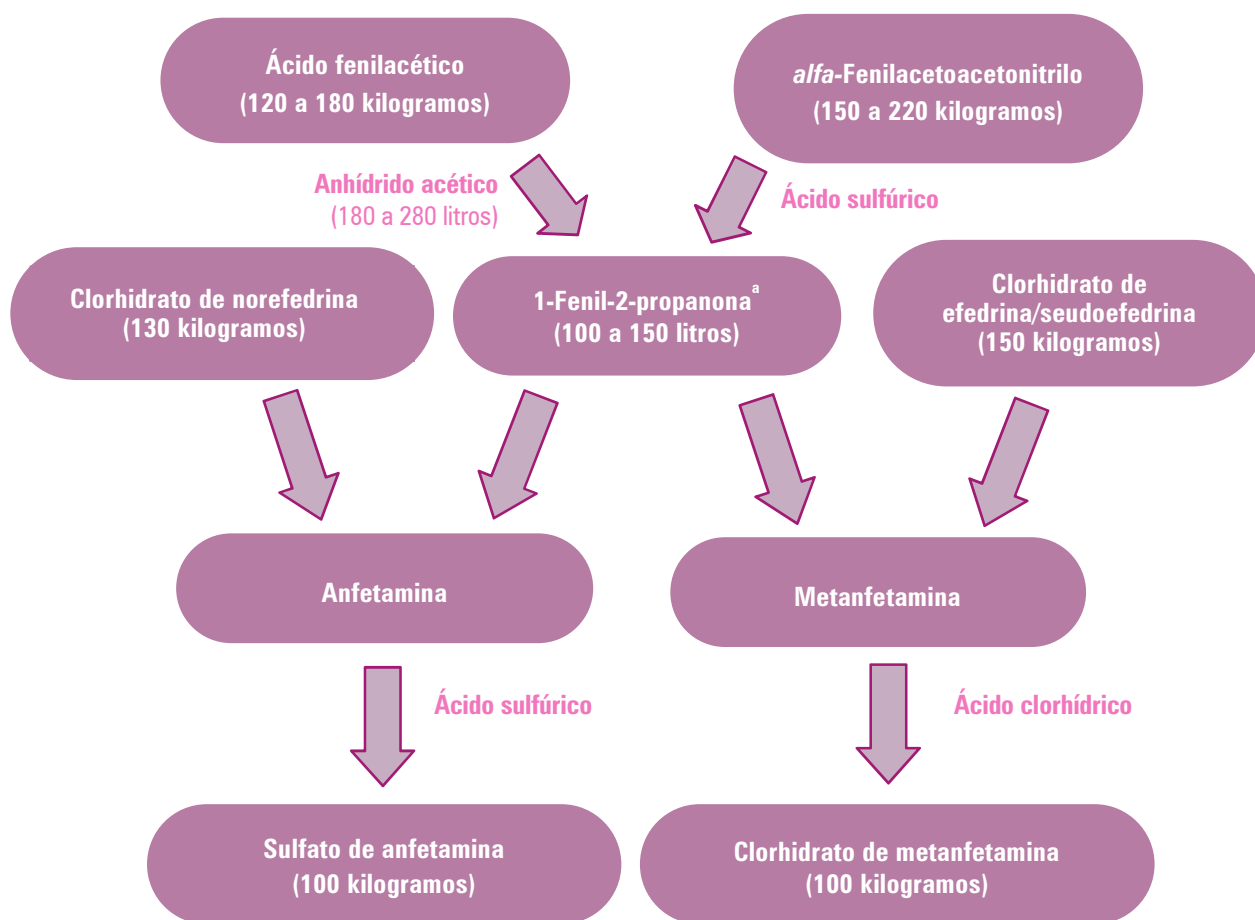 Ácido fenilacético
(120 a 180 kilogramos)
alfa-Fenilacetoacetonitrilo
(150 a 220 kilogramos)
Anhídrido acético
(180 a 280 litros)
Ácido sulfúrico
Clorhidrato de norefedrina
(130 kilogramos)
1-Fenil-2-propanonaª
(100 a 150 litros)
Clorhidrato de
efedrina/seudoefedrina
(150 kilogramos)
Anfetamina
Metanfetamina
Ácido sulfúrico
Ácido clorhídrico
Sulfato de anfetamina
(100 kilogramos)
Clorhidrato de metanfetamina
(100 kilogramos)